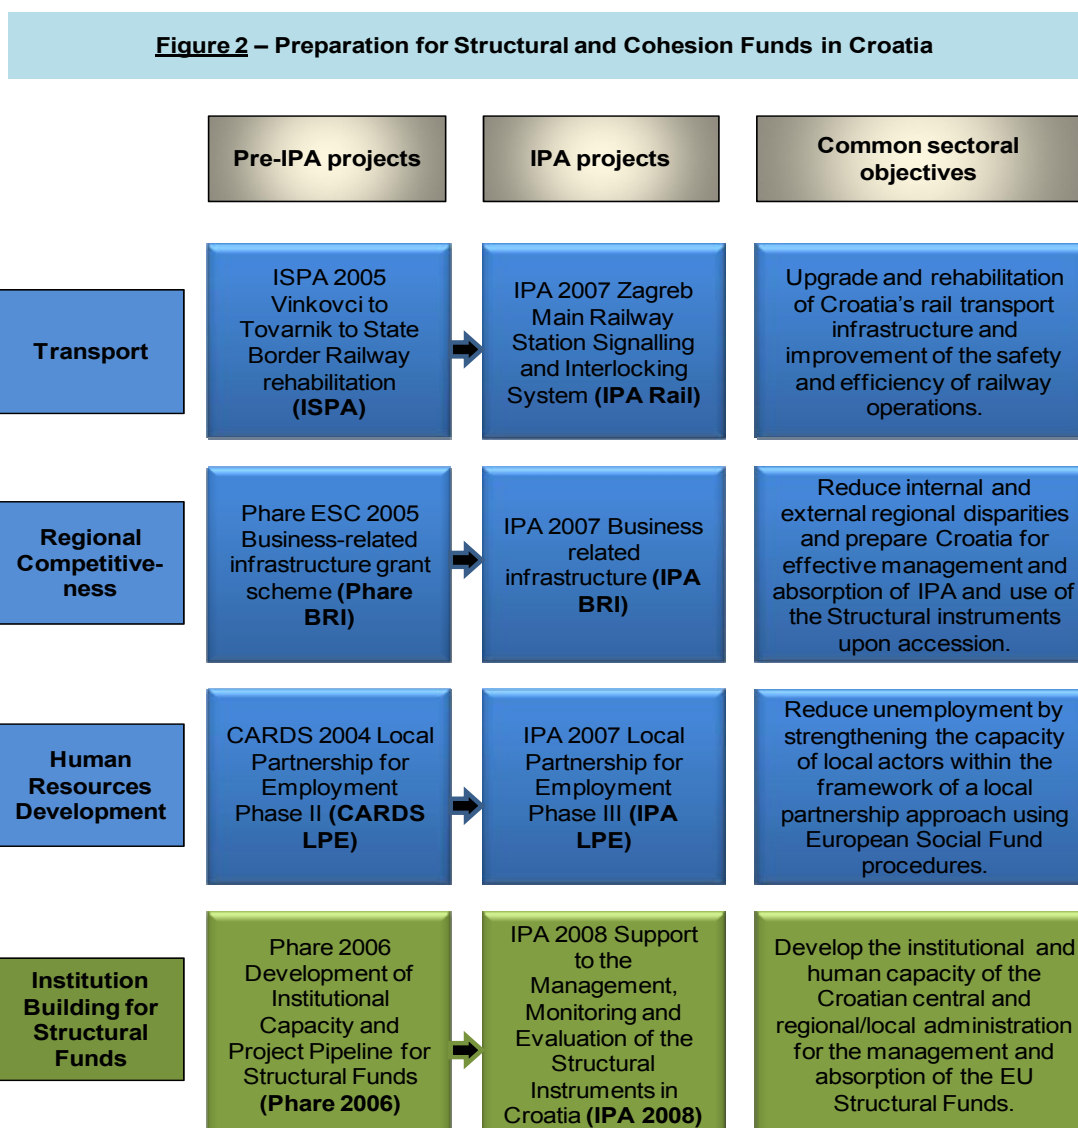 Figure 2 – Preparation for Structural and Cohesion Funds in Croatia
Pre-IPA projects
IPA projects
Common sectoral
objectives
Transport
ISPA 2005
Vinkovci to
Tovarnik to State
Border Railway
rehabilitation
(ISPA)
IPA 2007 Zagreb
Main Railway
Station Signalling
and Interlocking
System (IPA Rail)
Upgrade and rehabilitation
of Croatia's rail transport
infrastructure and
improvement of the safety
and efficiency of railway
operations.
Regional
Competitive-
ness
Phare ESC 2005
Business-related
infrastructure grant
scheme (Phare
BRI)
IPA 2007 Business
related
infrastructure (IPA
BRI)
Reduce internal and
external regional disparities
and prepare Croatia for
effective management and
absorption of IPA and use of
the Structural instruments
upon accession.
Human
Resources
Development
CARDS 2004 Local
Partnership for
Employment
Phase II (CARDS
LPE)
IPA 2007 Local
Partnership for
Employment
Phase III (IPA
LPE)
Reduce unemployment by
strengthening the capacity
of local actors within the
framework of a local
partnership approach using
European Social Fund
procedures.
Institution
Building for
Structural
Funds
Phare 2006
Development of
Institutional
Capacity and
Project Pipeline for
Structural Funds
(Phare 2006)
IPA 2008 Support
to the
Management,
Monitoring and
Evaluation of the
Structural
Instruments in
Croatia (IPA 2008)
Develop the institutional and
human capacity of the
Croatian central and
regional/local administration
for the management and
absorption of the EU
Structural Funds.